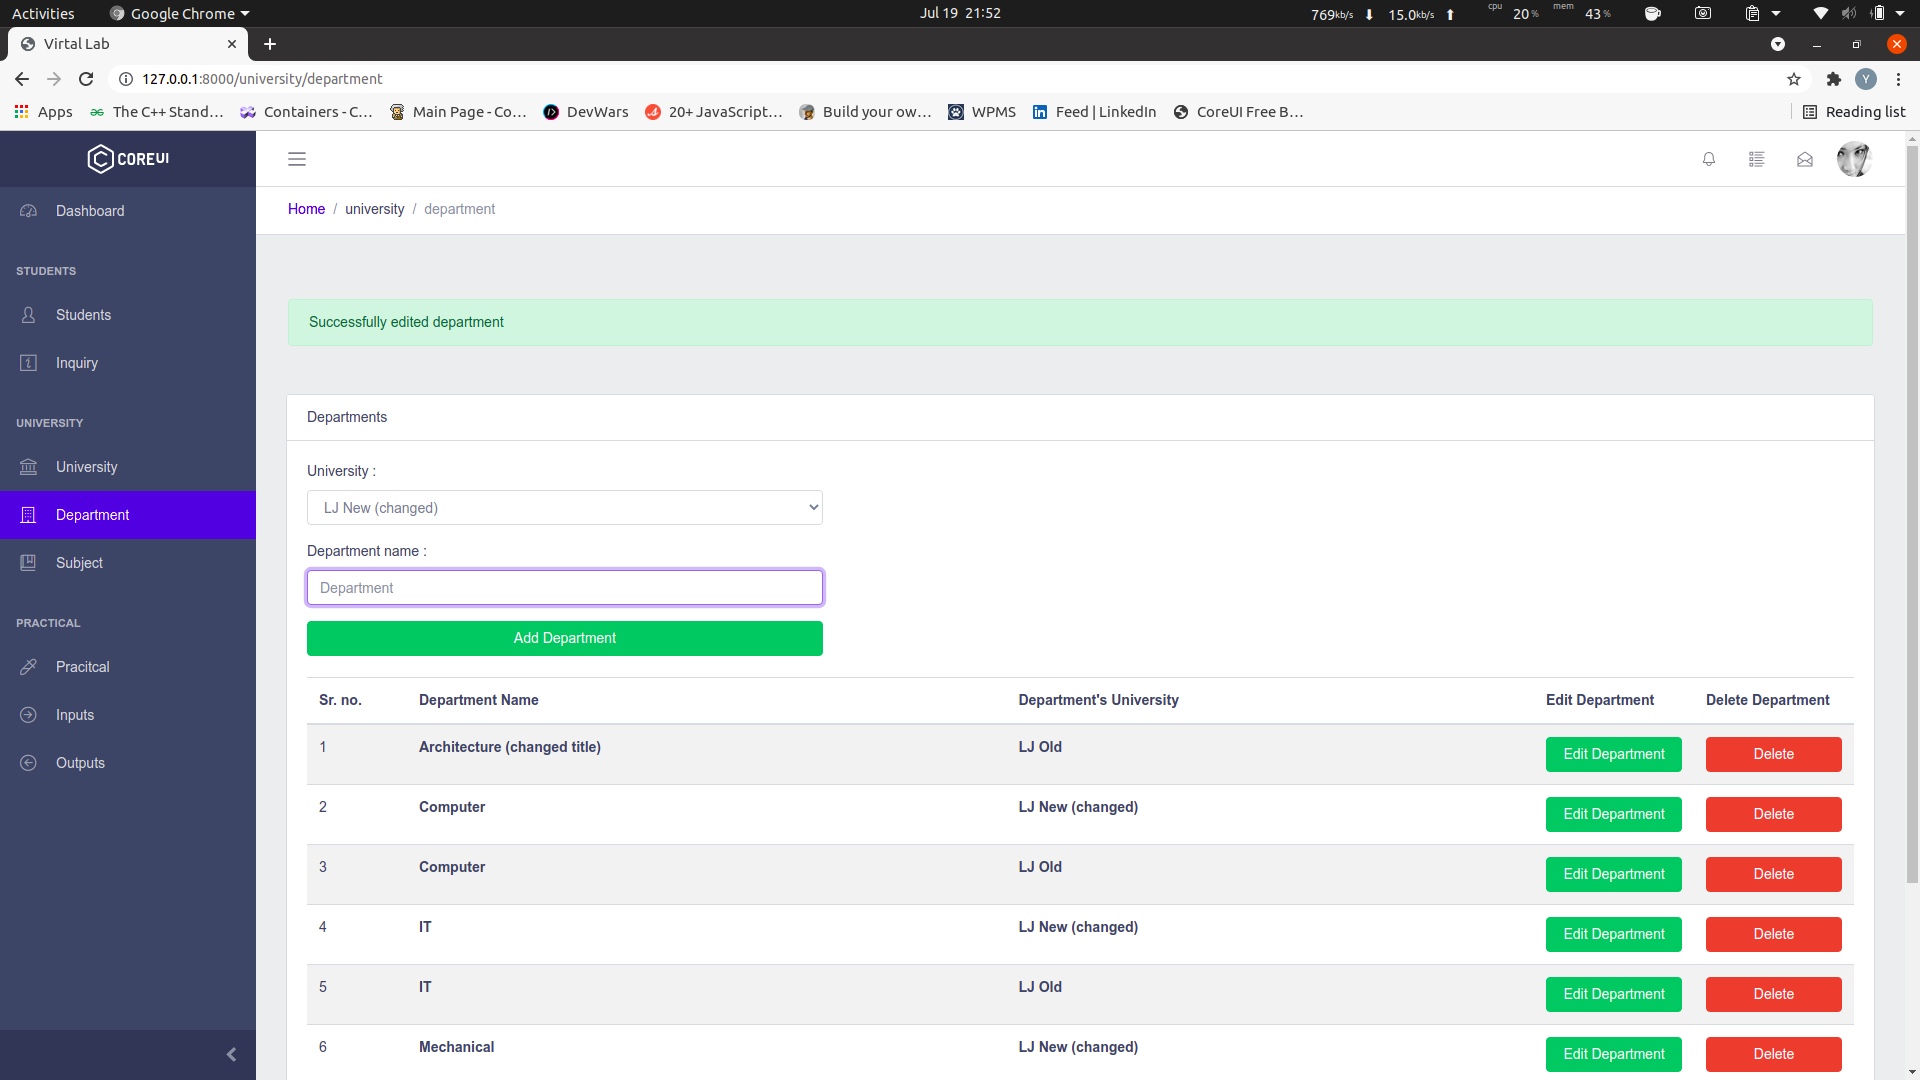 Activities Google Chrome Jul 19 21:52 769kb/s 15.0kb/s cpu 20% mem 43%
Virtal Lab
127.0.0.1:8000/university/department Y
Apps The C++ Stand... Containers - C... Main Page - Co... DevWars 20+ JavaScript... Build your ow... WPMS Feed | LinkedIn CoreUI Free B... Reading list
COREUI
Dashboard
STUDENTS
Students
Inquiry
UNIVERSITY
University
Department
Subject
PRACTICAL
Pracitcal
Inputs
Outputs
Home / university / department
Successfully edited department
Departments
University :
LJ New (changed)
Department name :
Department
Add Department
Sr. no. Department Name Department's University Edit Department Delete Department
1 Architecture (changed title) LJ Old Edit Department Delete
2 Computer LJ New (changed) Edit Department Delete
3 Computer LJ Old Edit Department Delete
4 IT LJ New (changed) Edit Department Delete
5 IT LJ Old Edit Department Delete
6 Mechanical LJ New (changed) Edit Department Delete